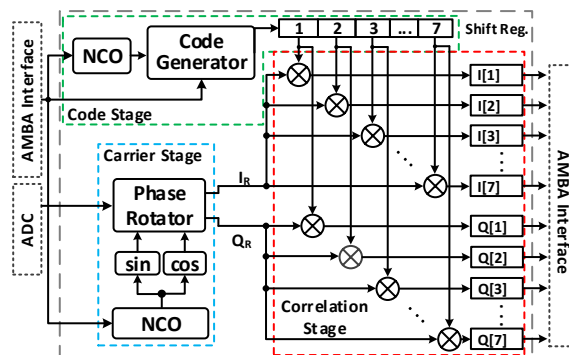 1 2 3 ... 7
Shift Reg.
NCO
Code
Generator
Code Stage
AMBA Interface
ADC
Carrier Stage
Phase
Rotator
sin
cos
NCO
I_R
Q_R
Correlation
Stage
I[1]
I[2]
I[3]
I[7]
Q[1]
Q[2]
Q[3]
Q[7]
AMBA Interface